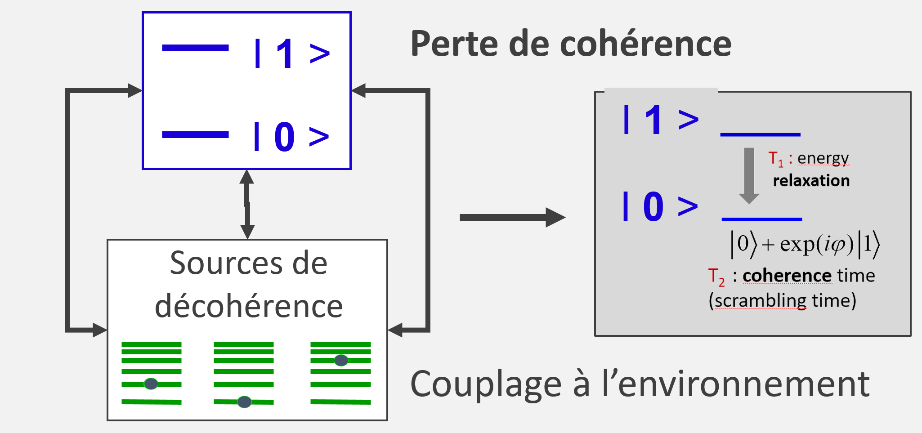 Perte de cohérence
| 1 >
| 0 >
Sources de
décohérence
Couplage à l’environnement
| 1 >
T1 : energy
relaxation
| 0 >
|0⟩ + exp(iφ)|1⟩
T2 : coherence time
(scrambling time)